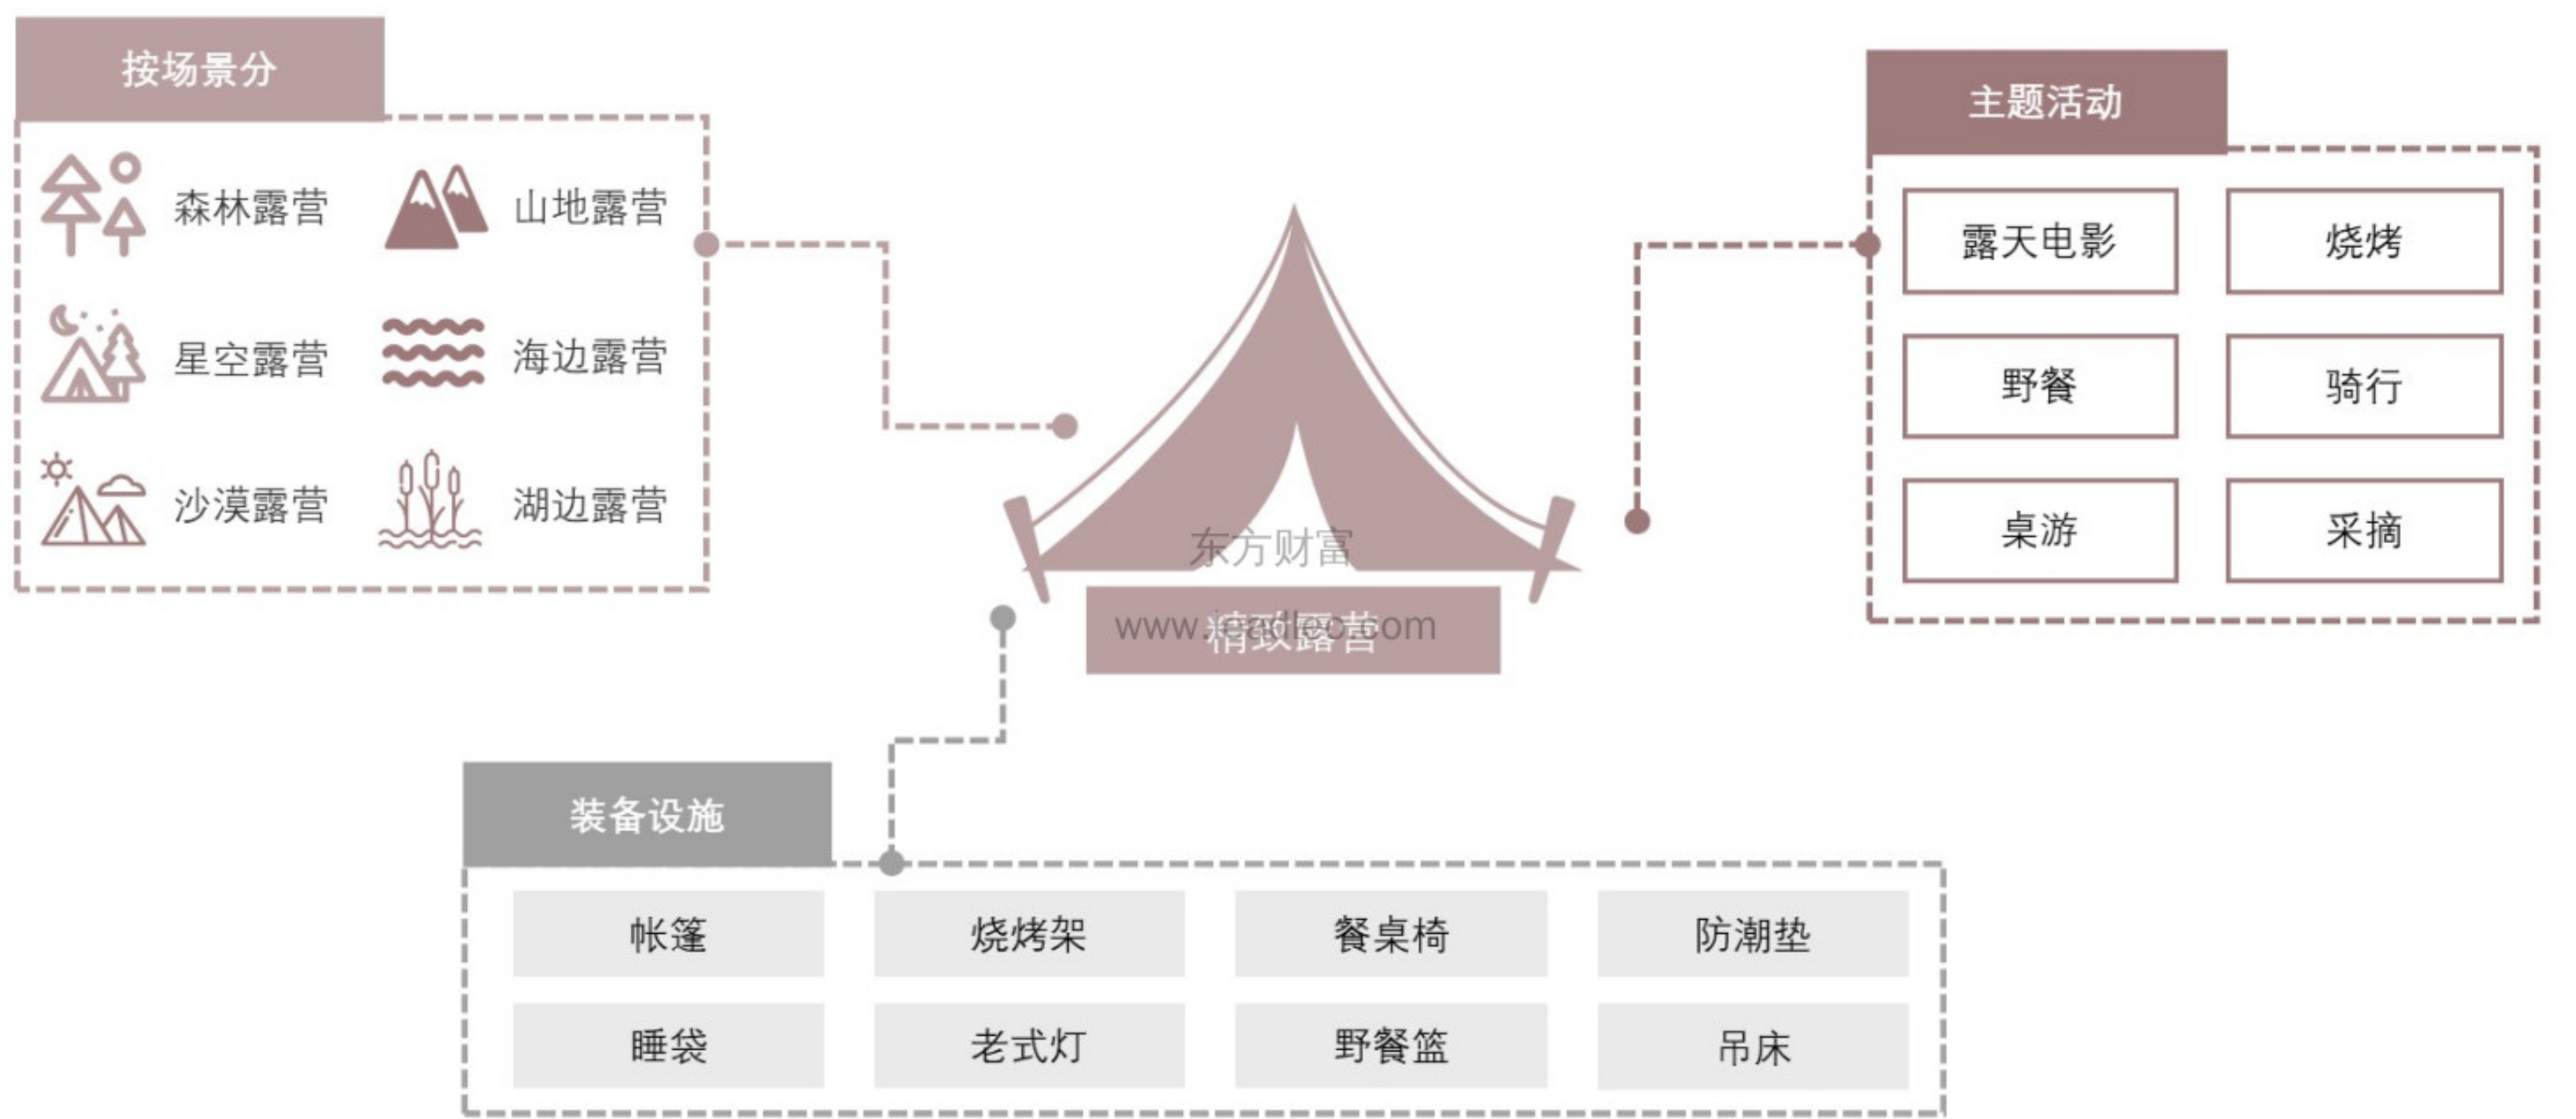 按场景分
森林露营
山地露营
星空露营
海边露营
沙漠露营
湖边露营
主题活动
露天电影
烧烤
野餐
骑行
桌游
采摘
东方财富
精致露营
装备设施
帐篷
烧烤架
餐桌椅
防潮垫
睡袋
老式灯
野餐篮
吊床